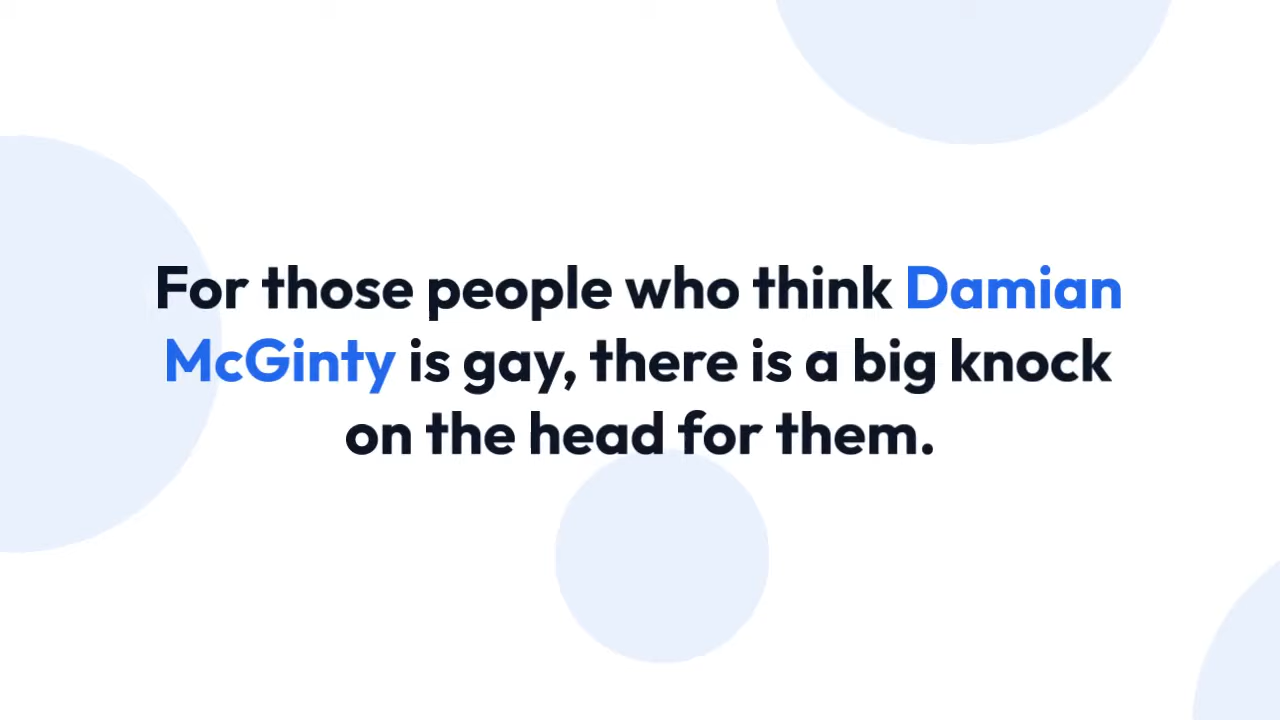 For those people who think Damian
McGinty is gay, there is a big knock
on the head for them.